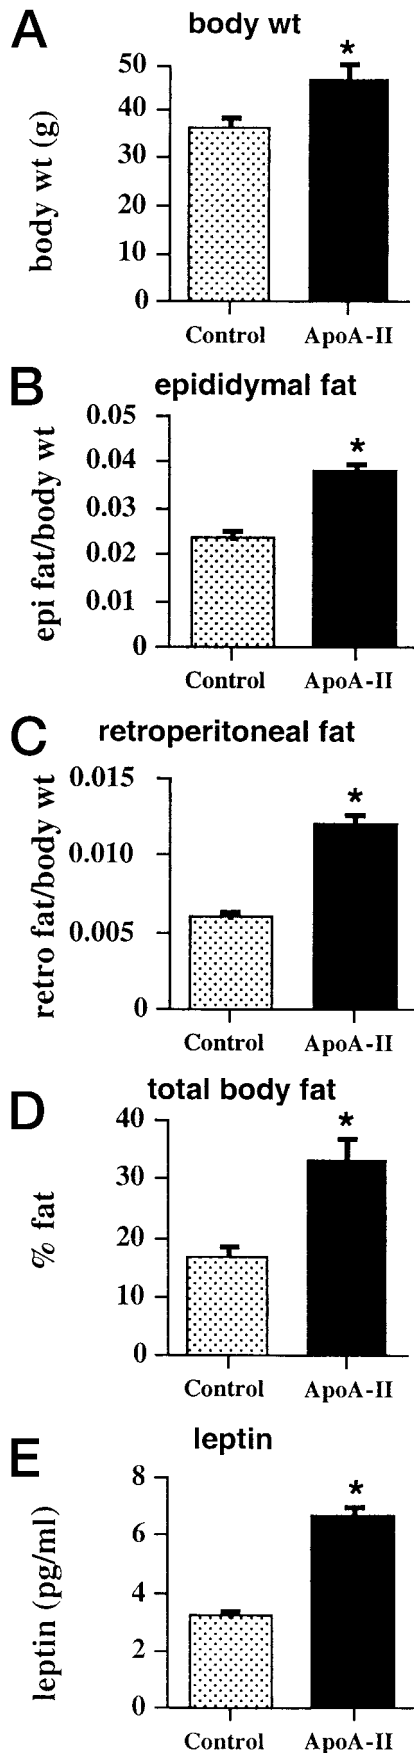 A
body wt
*
body wt (g)
50
40
30
20
10
0
Control ApoA-II
B
epididymal fat
*
epi fat/body wt
0.05
0.04
0.03
0.02
0.01
0
Control ApoA-II
C
retroperitoneal fat
*
retro fat/body wt
0.015
0.010
0.005
0
Control ApoA-II
D
total body fat
*
% fat
40
30
20
10
0
Control ApoA-II
E
leptin
*
leptin (pg/ml)
8
6
4
2
0
Control ApoA-II